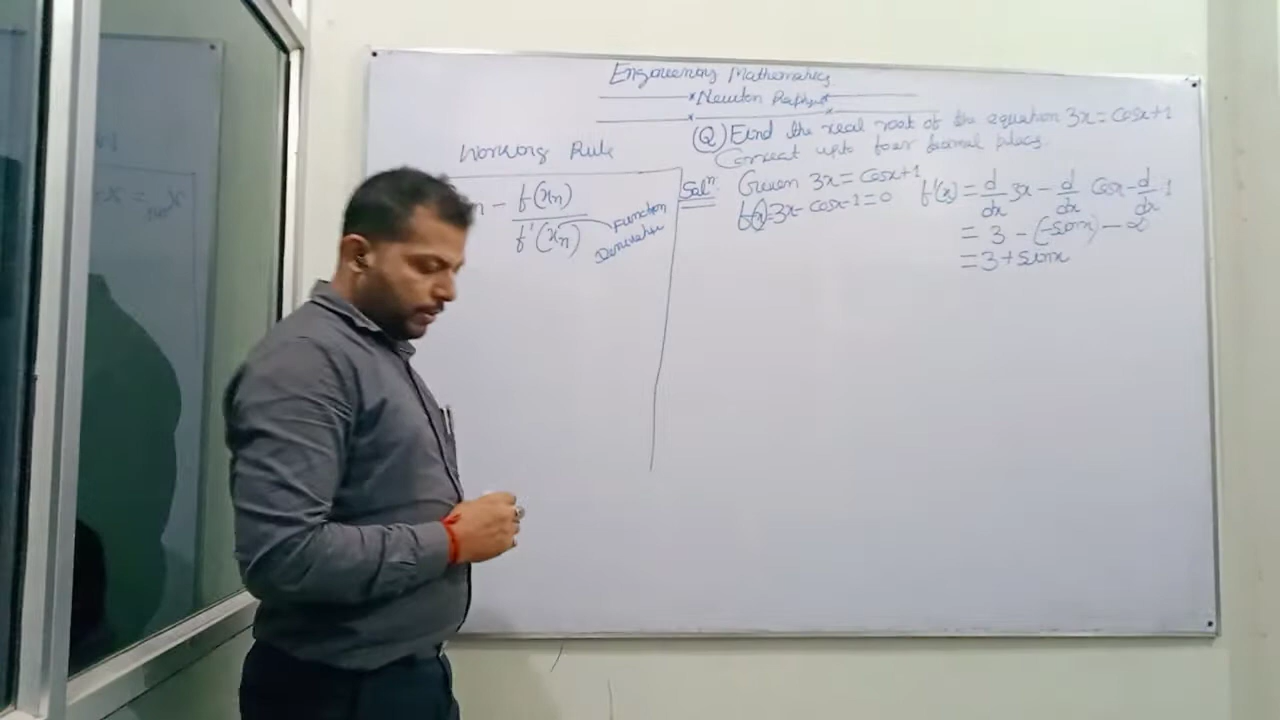 Engineering Mathematics
Newton Raphson
(Q) Find the real root of the equation 3x = cosx+1
Correct upto four decimal places.
Working Rule
n - f(xn)
f'(xn)
Function
Derivative
Solⁿ
Given 3x = cosx+1
f(x)=3x-cosx-1=0
f'(x) = d/dx 3x - d/dx cosx - d/dx 1
= 3 - (-sinx) -
= 3+sinx